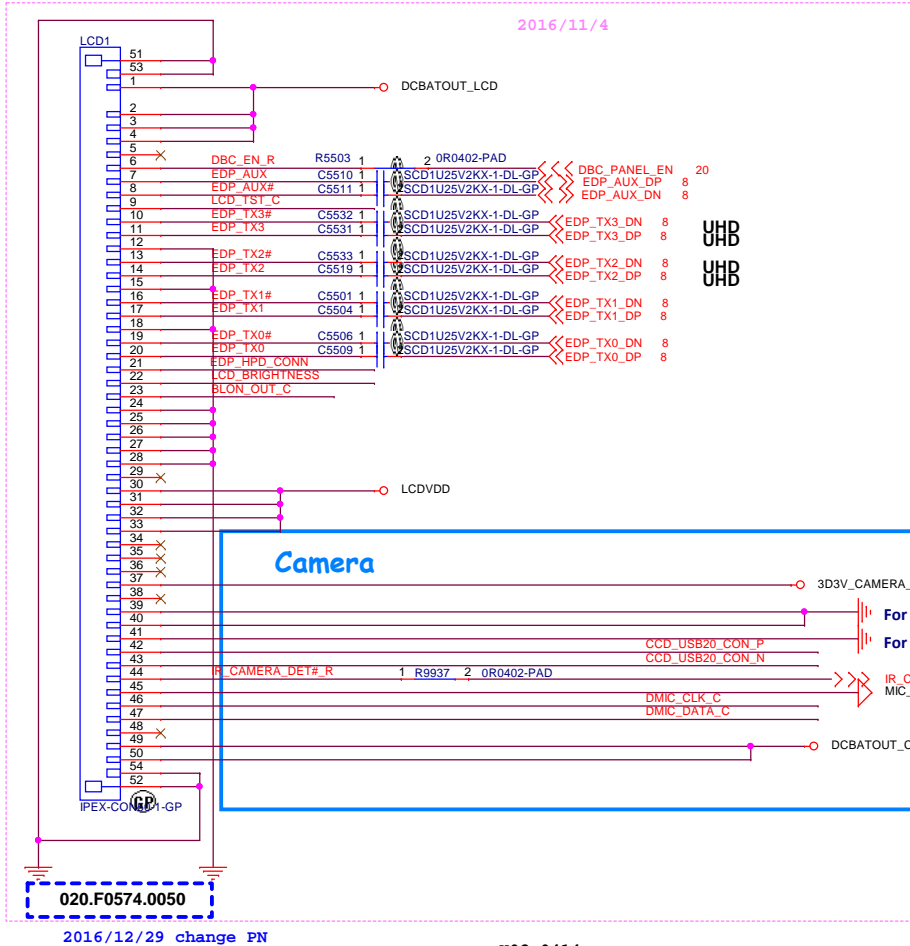 2016/11/4
LCD1
51
53
1 DCBATOUT_LCD
2
3
4
5
6 DBC_EN_R R5503 1 2 0R0402-PAD DBC_PANEL_EN 20
7 EDP_AUX C5510 1 2 SCD1U25V2KX-1-DL-GP EDP_AUX_DP 8
8 EDP_AUX# C5511 1 2 SCD1U25V2KX-1-DL-GP EDP_AUX_DN 8
9 LCD_TST_C
10 EDP_TX3# C5532 1 2 SCD1U25V2KX-1-DL-GP EDP_TX3_DN 8 UHD
11 EDP_TX3 C5531 1 2 SCD1U25V2KX-1-DL-GP EDP_TX3_DP 8 UHD
12
13 EDP_TX2# C5533 1 2 SCD1U25V2KX-1-DL-GP EDP_TX2_DN 8 UHD
14 EDP_TX2 C5519 1 2 SCD1U25V2KX-1-DL-GP EDP_TX2_DP 8 UHD
15
16 EDP_TX1# C5501 1 2 SCD1U25V2KX-1-DL-GP EDP_TX1_DN 8
17 EDP_TX1 C5504 1 2 SCD1U25V2KX-1-DL-GP EDP_TX1_DP 8
18
19 EDP_TX0# C5506 1 2 SCD1U25V2KX-1-DL-GP EDP_TX0_DN 8
20 EDP_TX0 C5509 1 2 SCD1U25V2KX-1-DL-GP EDP_TX0_DP 8
21 EDP_HPD_CONN
22 LCD_BRIGHTNESS
23 BLON_OUT_C
24
25
26
27
28
29
30 LCDVDD
31
32
33
34
35
Camera
36
37 3D3V_CAMERA_
38
39 For
40
41 For
42 CCD_USB20_CON_P
43 CCD_USB20_CON_N
44 IR_CAMERA_DET#_R 1 R9937 2 0R0402-PAD IR_C
45 MIC_
46 DMIC_CLK_C
47 DMIC_DATA_C
48
49 DCBATOUT_C
50
54
52
GP
020.F0574.0050
2016/12/29 change PN